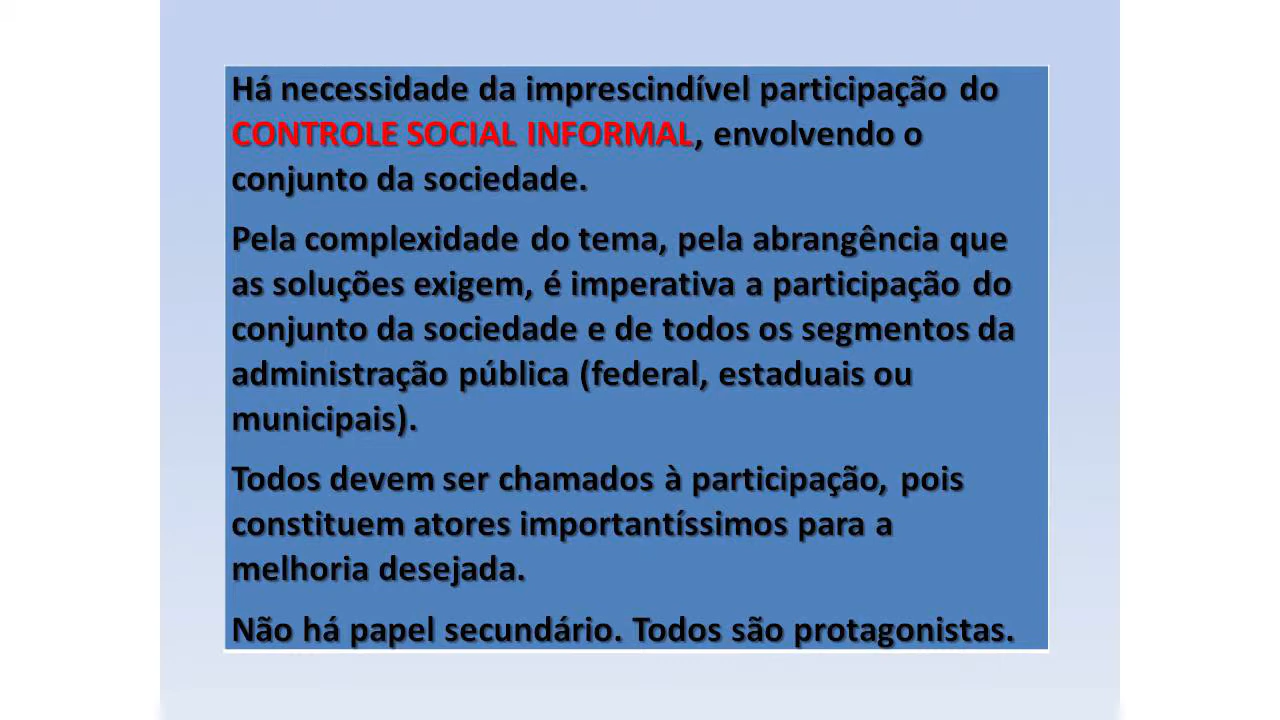 Há necessidade da imprescindível participação do
CONTROLE SOCIAL INFORMAL, envolvendo o
conjunto da sociedade.
Pela complexidade do tema, pela abrangência que
as soluções exigem, é imperativa a participação do
conjunto da sociedade e de todos os segmentos da
administração pública (federal, estaduais ou
municipais).
Todos devem ser chamados à participação, pois
constituem atores importantíssimos para a
melhoria desejada.
Não há papel secundário. Todos são protagonistas.